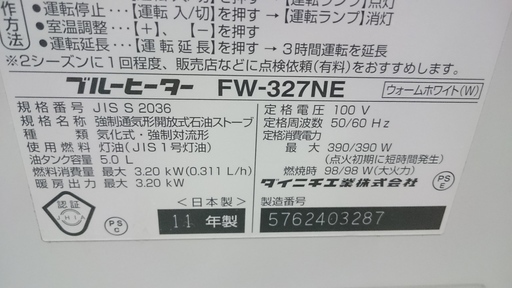 作方法
●運転停止…【運転 入/切】を押す→【運転ランプ】消灯
●室温調整…【+】、【−】を押す
●運転延長…【運転延長】を押す → 3時間運転を延長
※2シーズンに1回程度、販売店などに点検依頼(有料)をおすすめします。
ブルーヒーター FW-327NE ウォームホワイト(W)
規格番号 JIS S 2036
規格名称 強制通気形開放式石油ストーブ
種類 気化式・強制対流形
使用燃料 灯油(JIS1号灯油)
油タンク容積 5.0 L
燃料消費量 最大 3.20 kW (0.311 L/h)
暖房出力 最大 3.20 kW
定格電圧 100 V
定格周波数 50/60 Hz
定格消費電力
最大 390/390 W
(点火初期に短時間発生)
燃焼時 98/98 W(大火力)
ダイニチ工業株式会社
PS E
認証
JHIA
PS C
<日本製>
11 年製
製造番号
5762403287